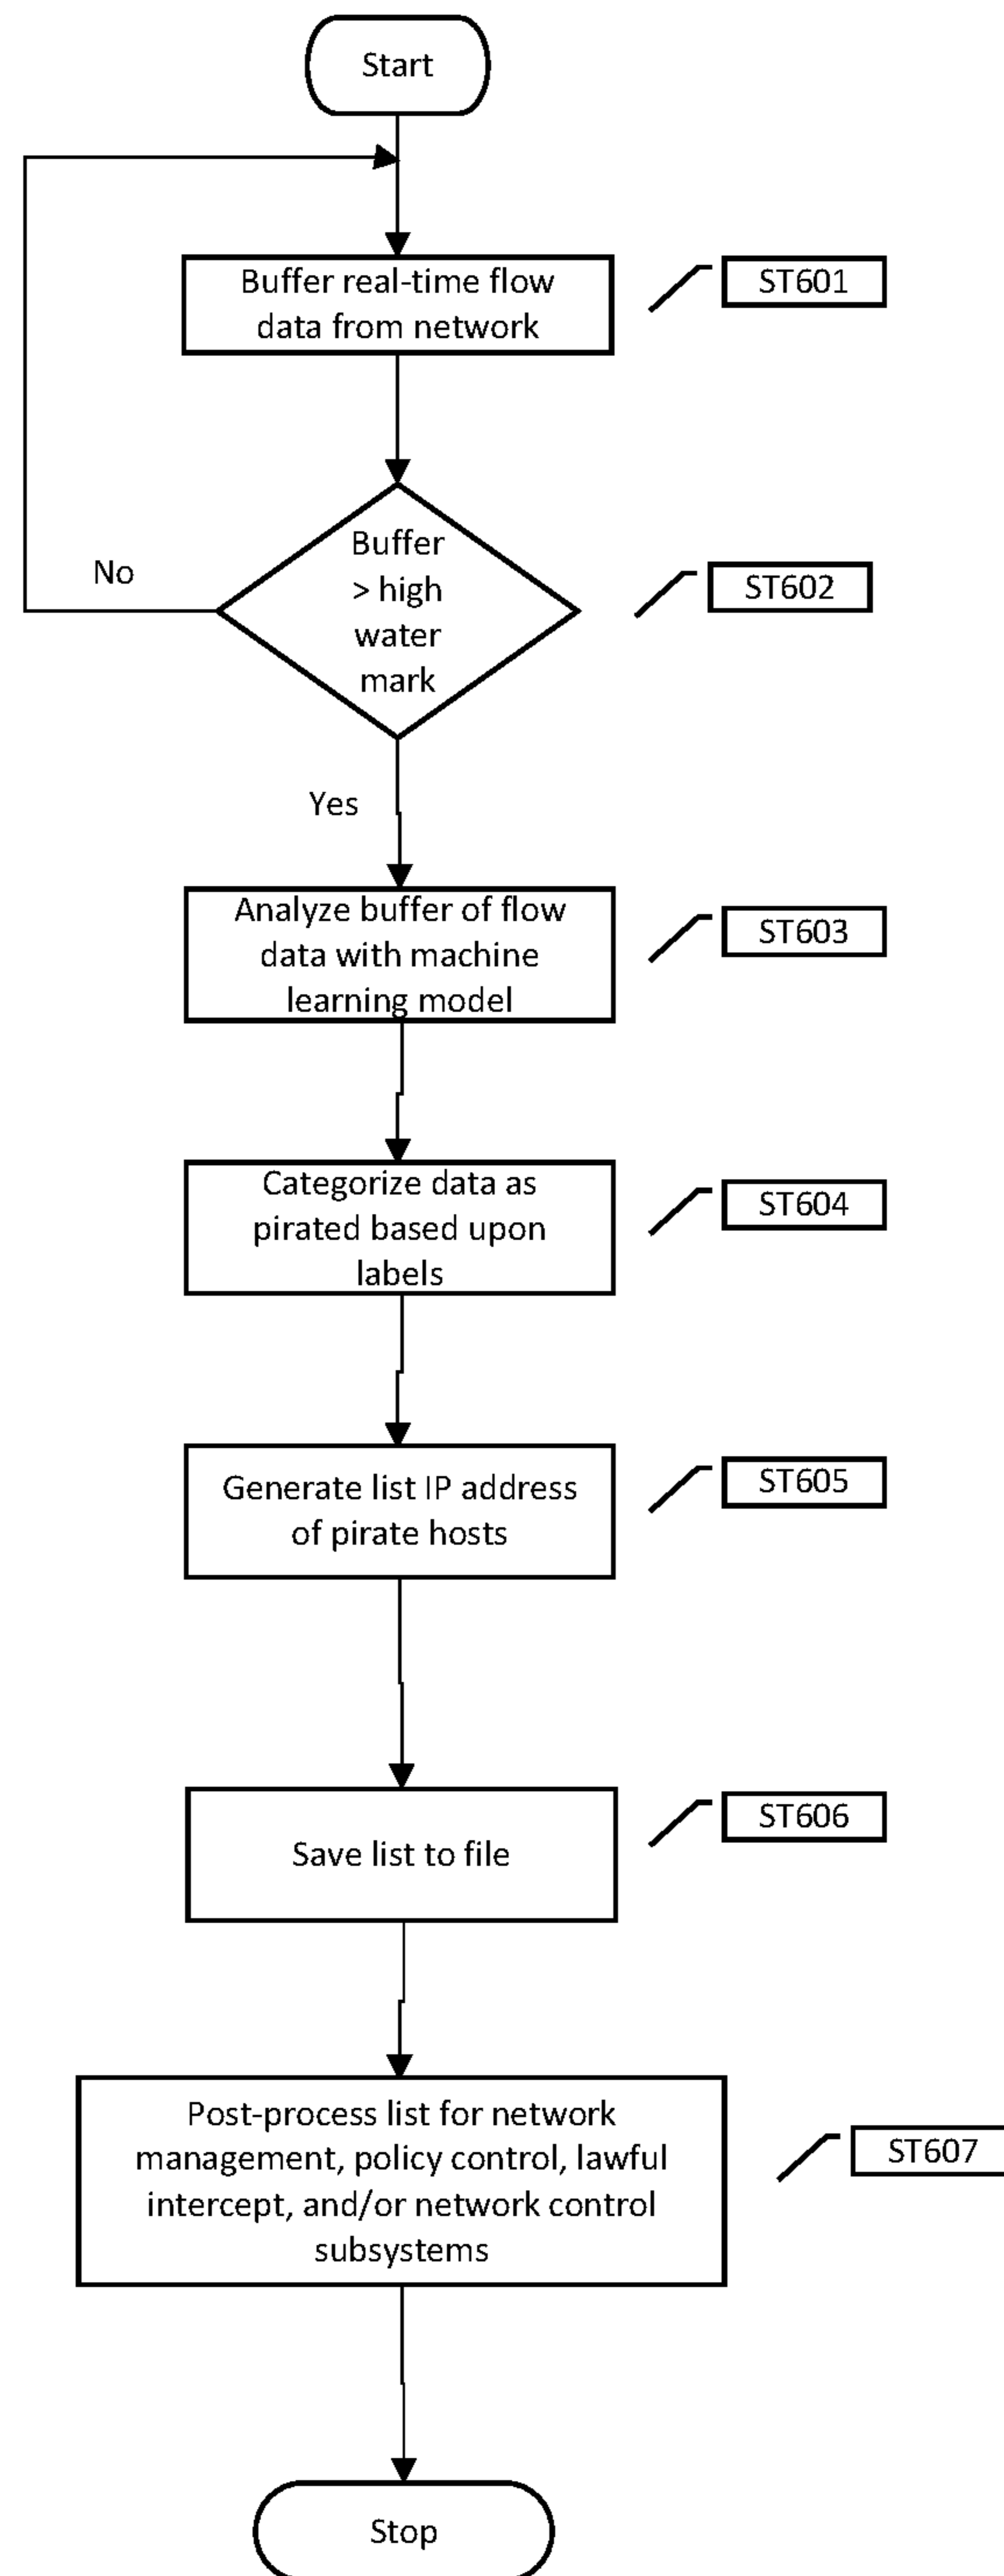 Start
Buffer real-time flow
data from network
ST601
Buffer
> high
water
mark
ST602
No
Yes
Analyze buffer of flow
data with machine
learning model
ST603
Categorize data as
pirated based upon
labels
ST604
Generate list IP address
of pirate hosts
ST605
Save list to file
ST606
Post-process list for network
management, policy control, lawful
intercept, and/or network control
subsystems
ST607
Stop